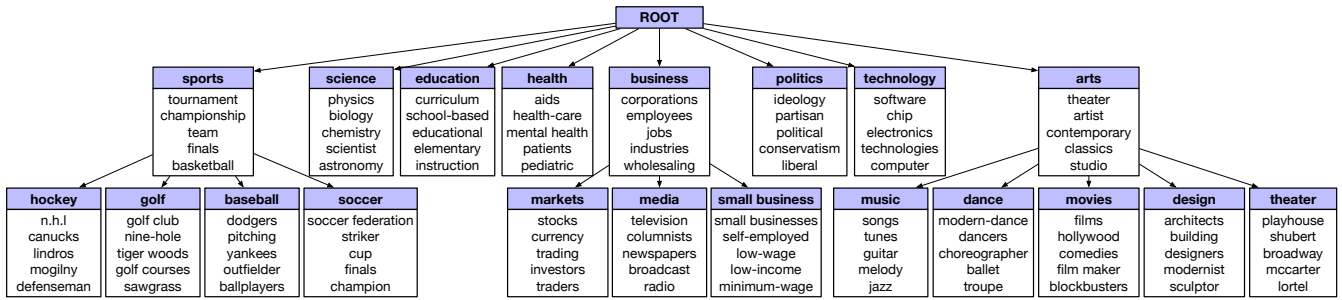 ROOT
sports
tournament
championship
team
finals
basketball
science
physics
biology
chemistry
scientist
astronomy
education
curriculum
school-based
educational
elementary
instruction
health
aids
health-care
mental health
patients
pediatric
business
corporations
employees
jobs
industries
wholesaling
politics
ideology
partisan
political
conservatism
liberal
technology
software
chip
electronics
technologies
computer
arts
theater
artist
contemporary
classics
studio
hockey
n.h.l
canucks
lindros
mogilny
defenseman
golf
golf club
nine-hole
tiger woods
golf courses
sawgrass
baseball
dodgers
pitching
yankees
outfielder
ballplayers
soccer
soccer federation
striker
cup
finals
champion
markets
stocks
currency
trading
investors
traders
media
television
columnists
newspapers
broadcast
radio
small business
small businesses
self-employed
low-wage
low-income
minimum-wage
music
songs
tunes
guitar
melody
jazz
dance
modern-dance
dancers
choreographer
ballet
troupe
movies
films
hollywood
comedies
film maker
blockbusters
design
architects
building
designers
modernist
sculptor
theater
playhouse
shubert
broadway
mccarter
lortel